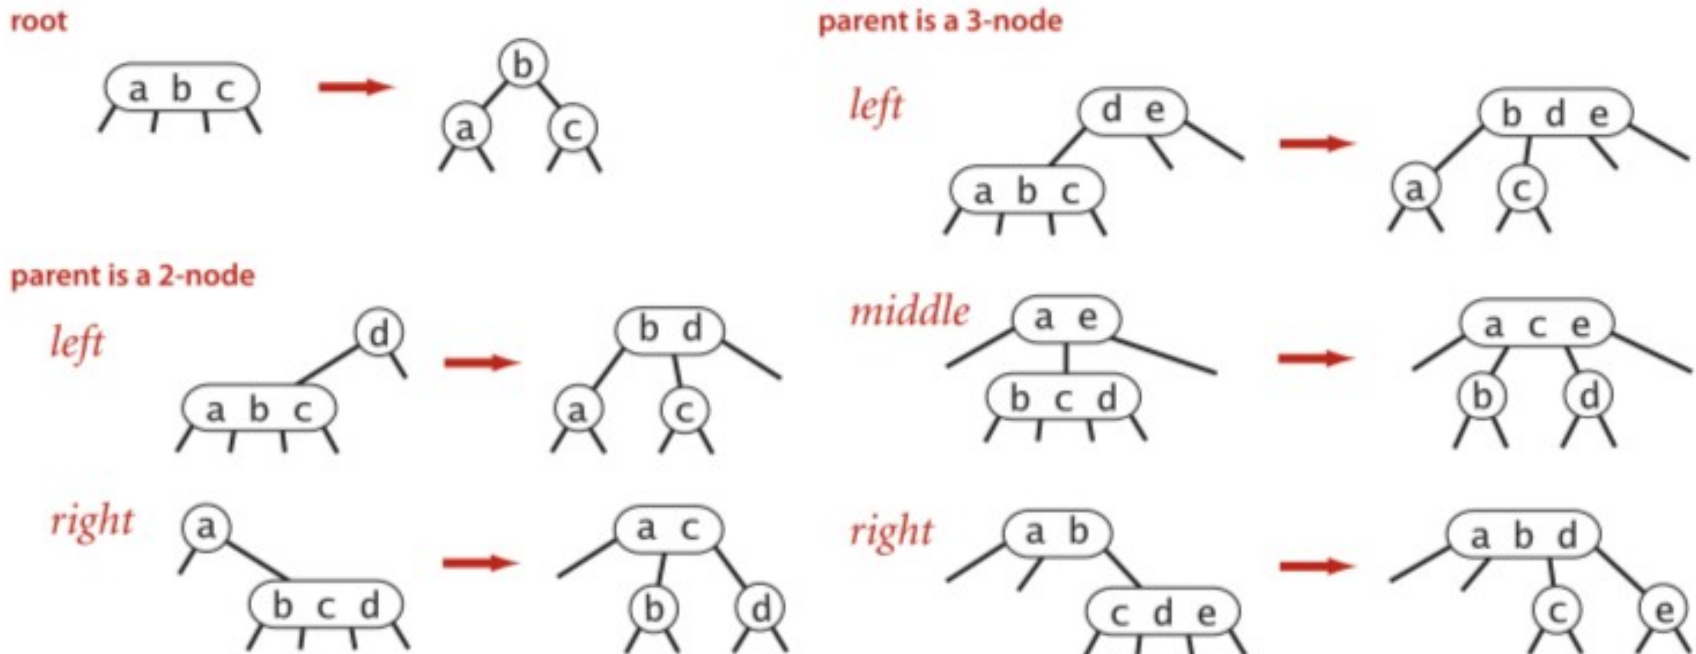 root
a b c
b
a
c
parent is a 2-node
left
d
a b c
b d
a
c
right
a
b c d
a c
b
d
parent is a 3-node
left
d e
a b c
b d e
a
c
middle
a e
b c d
a c e
b
d
right
a b
c d e
a b d
c
e